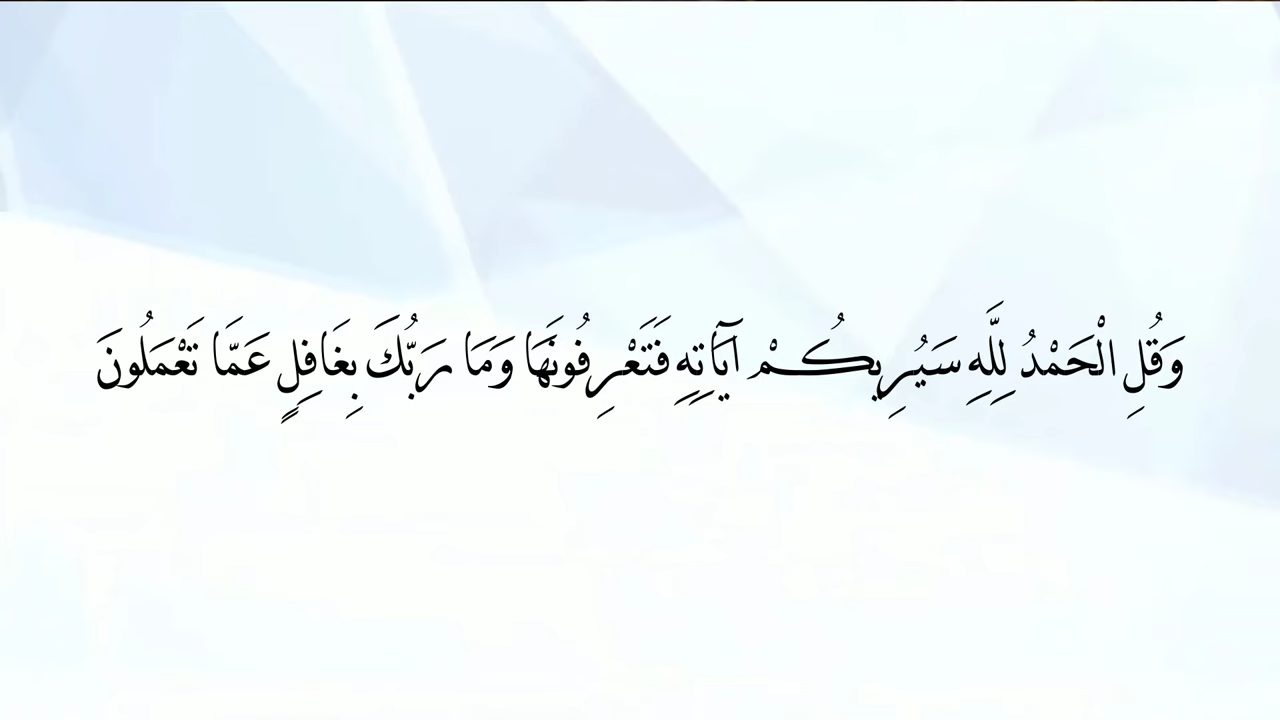 وَقُلِ الْحَمْدُ لِلَّهِ سَيُرِيكُمْ آيَاتِهِ فَتَعْرِفُونَهَا وَمَا رَبُّكَ بِغَافِلٍ عَمَّا تَعْمَلُونَ